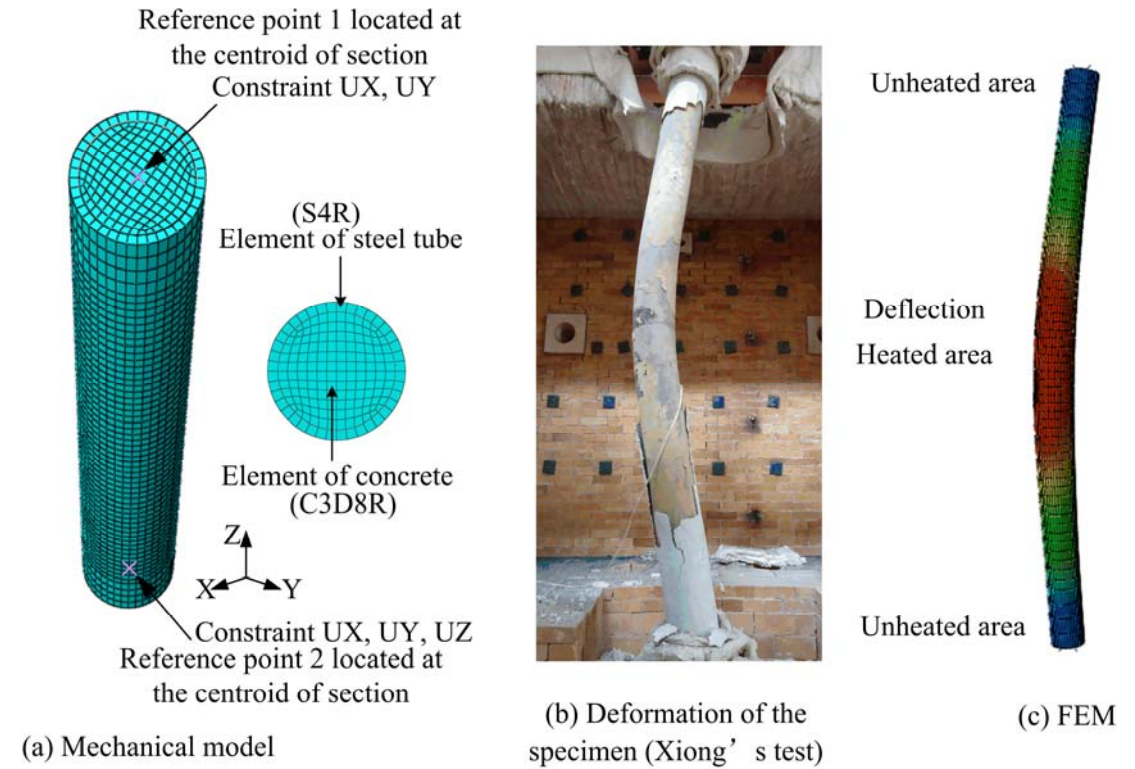 Reference point 1 located at
the centroid of section
Constraint UX, UY
(S4R)
Element of steel tube
Element of concrete
(C3D8R)
Z
X
Y
Constraint UX, UY, UZ
Reference point 2 located at
the centroid of section
(a) Mechanical model
(b) Deformation of the
specimen (Xiong’s test)
Unheated area
Deflection
Heated area
Unheated area
(c) FEM